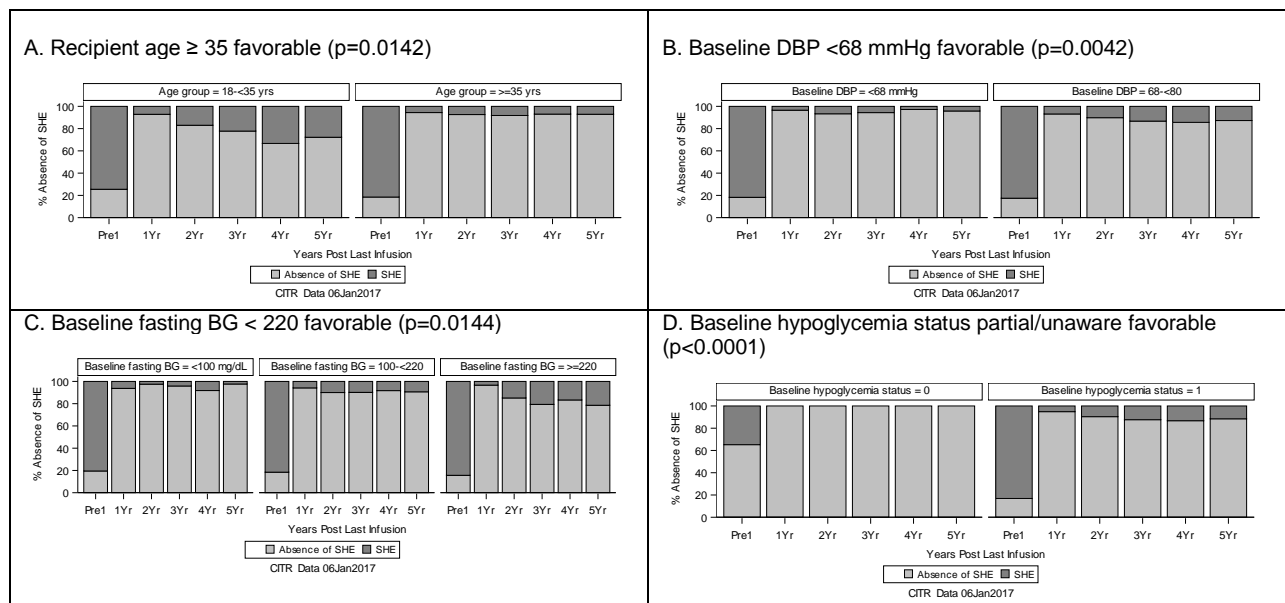 A. Recipient age ≥ 35 favorable (p=0.0142)
Age group = 18-<35 yrs
Age group = >=35 yrs
% Absence of SHE
100
80
60
40
20
0
Pre1 1Yr 2Yr 3Yr 4Yr 5Yr
Pre1 1Yr 2Yr 3Yr 4Yr 5Yr
Years Post Last Infusion
Absence of SHE SHE
CITR Data 06Jan2017
B. Baseline DBP <68 mmHg favorable (p=0.0042)
Baseline DBP = <68 mmHg
Baseline DBP = 68-<80
% Absence of SHE
100
80
60
40
20
0
Pre1 1Yr 2Yr 3Yr 4Yr 5Yr
Pre1 1Yr 2Yr 3Yr 4Yr 5Yr
Years Post Last Infusion
Absence of SHE SHE
CITR Data 06Jan2017
C. Baseline fasting BG < 220 favorable (p=0.0144)
Baseline fasting BG = <100 mg/dL
Baseline fasting BG = 100-<220
Baseline fasting BG = >=220
% Absence of SHE
100
80
60
40
20
0
Pre1 1Yr 2Yr 3Yr 4Yr 5Yr
Pre1 1Yr 2Yr 3Yr 4Yr 5Yr
Pre1 1Yr 2Yr 3Yr 4Yr 5Yr
Years Post Last Infusion
Absence of SHE SHE
CITR Data 06Jan2017
D. Baseline hypoglycemia status partial/unaware favorable
(p<0.0001)
Baseline hypoglycemia status = 0
Baseline hypoglycemia status = 1
% Absence of SHE
100
80
60
40
20
0
Pre1 1Yr 2Yr 3Yr 4Yr 5Yr
Pre1 1Yr 2Yr 3Yr 4Yr 5Yr
Years Post Last Infusion
Absence of SHE SHE
CITR Data 06Jan2017